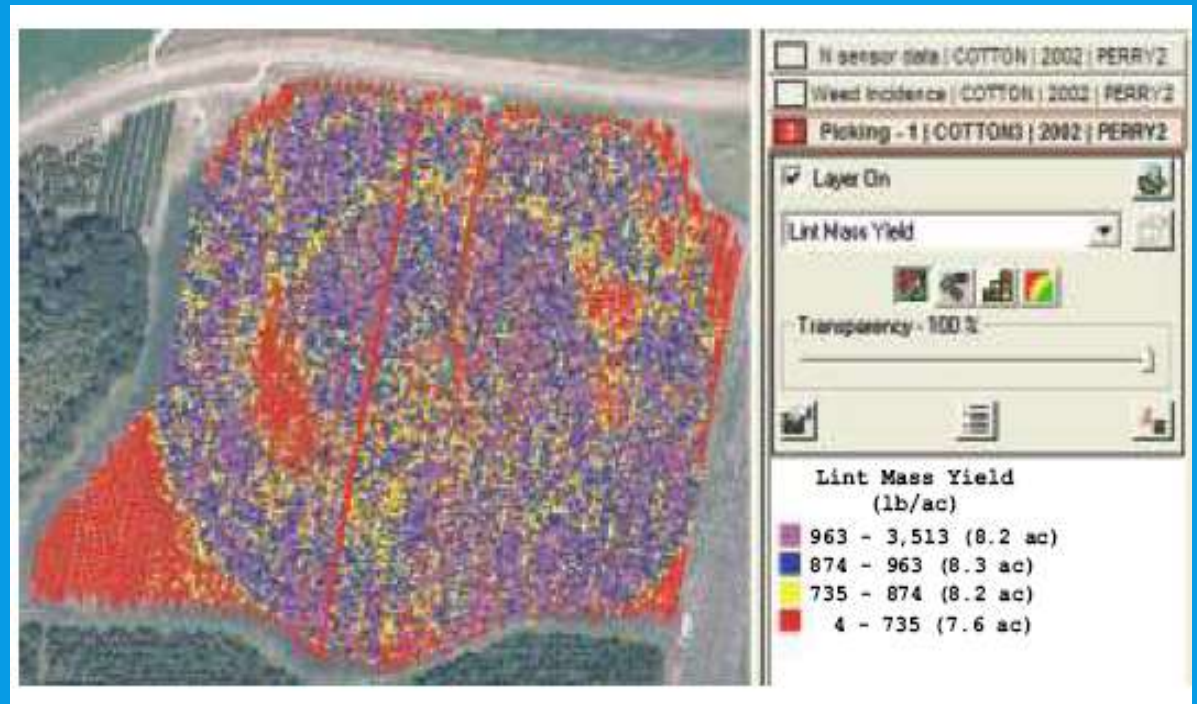 N sensor data | COTTON | 2002 | PERRY2
Weed Incidence | COTTON | 2002 | PERRY2
Picking - 1 | COTTON3 | 2002 | PERRY2
Layer On
Lint Mass Yield
Transparency - 100 %
Lint Mass Yield
(lb/ac)
963 - 3,513 (8.2 ac)
874 - 963 (8.3 ac)
735 - 874 (8.2 ac)
4 - 735 (7.6 ac)